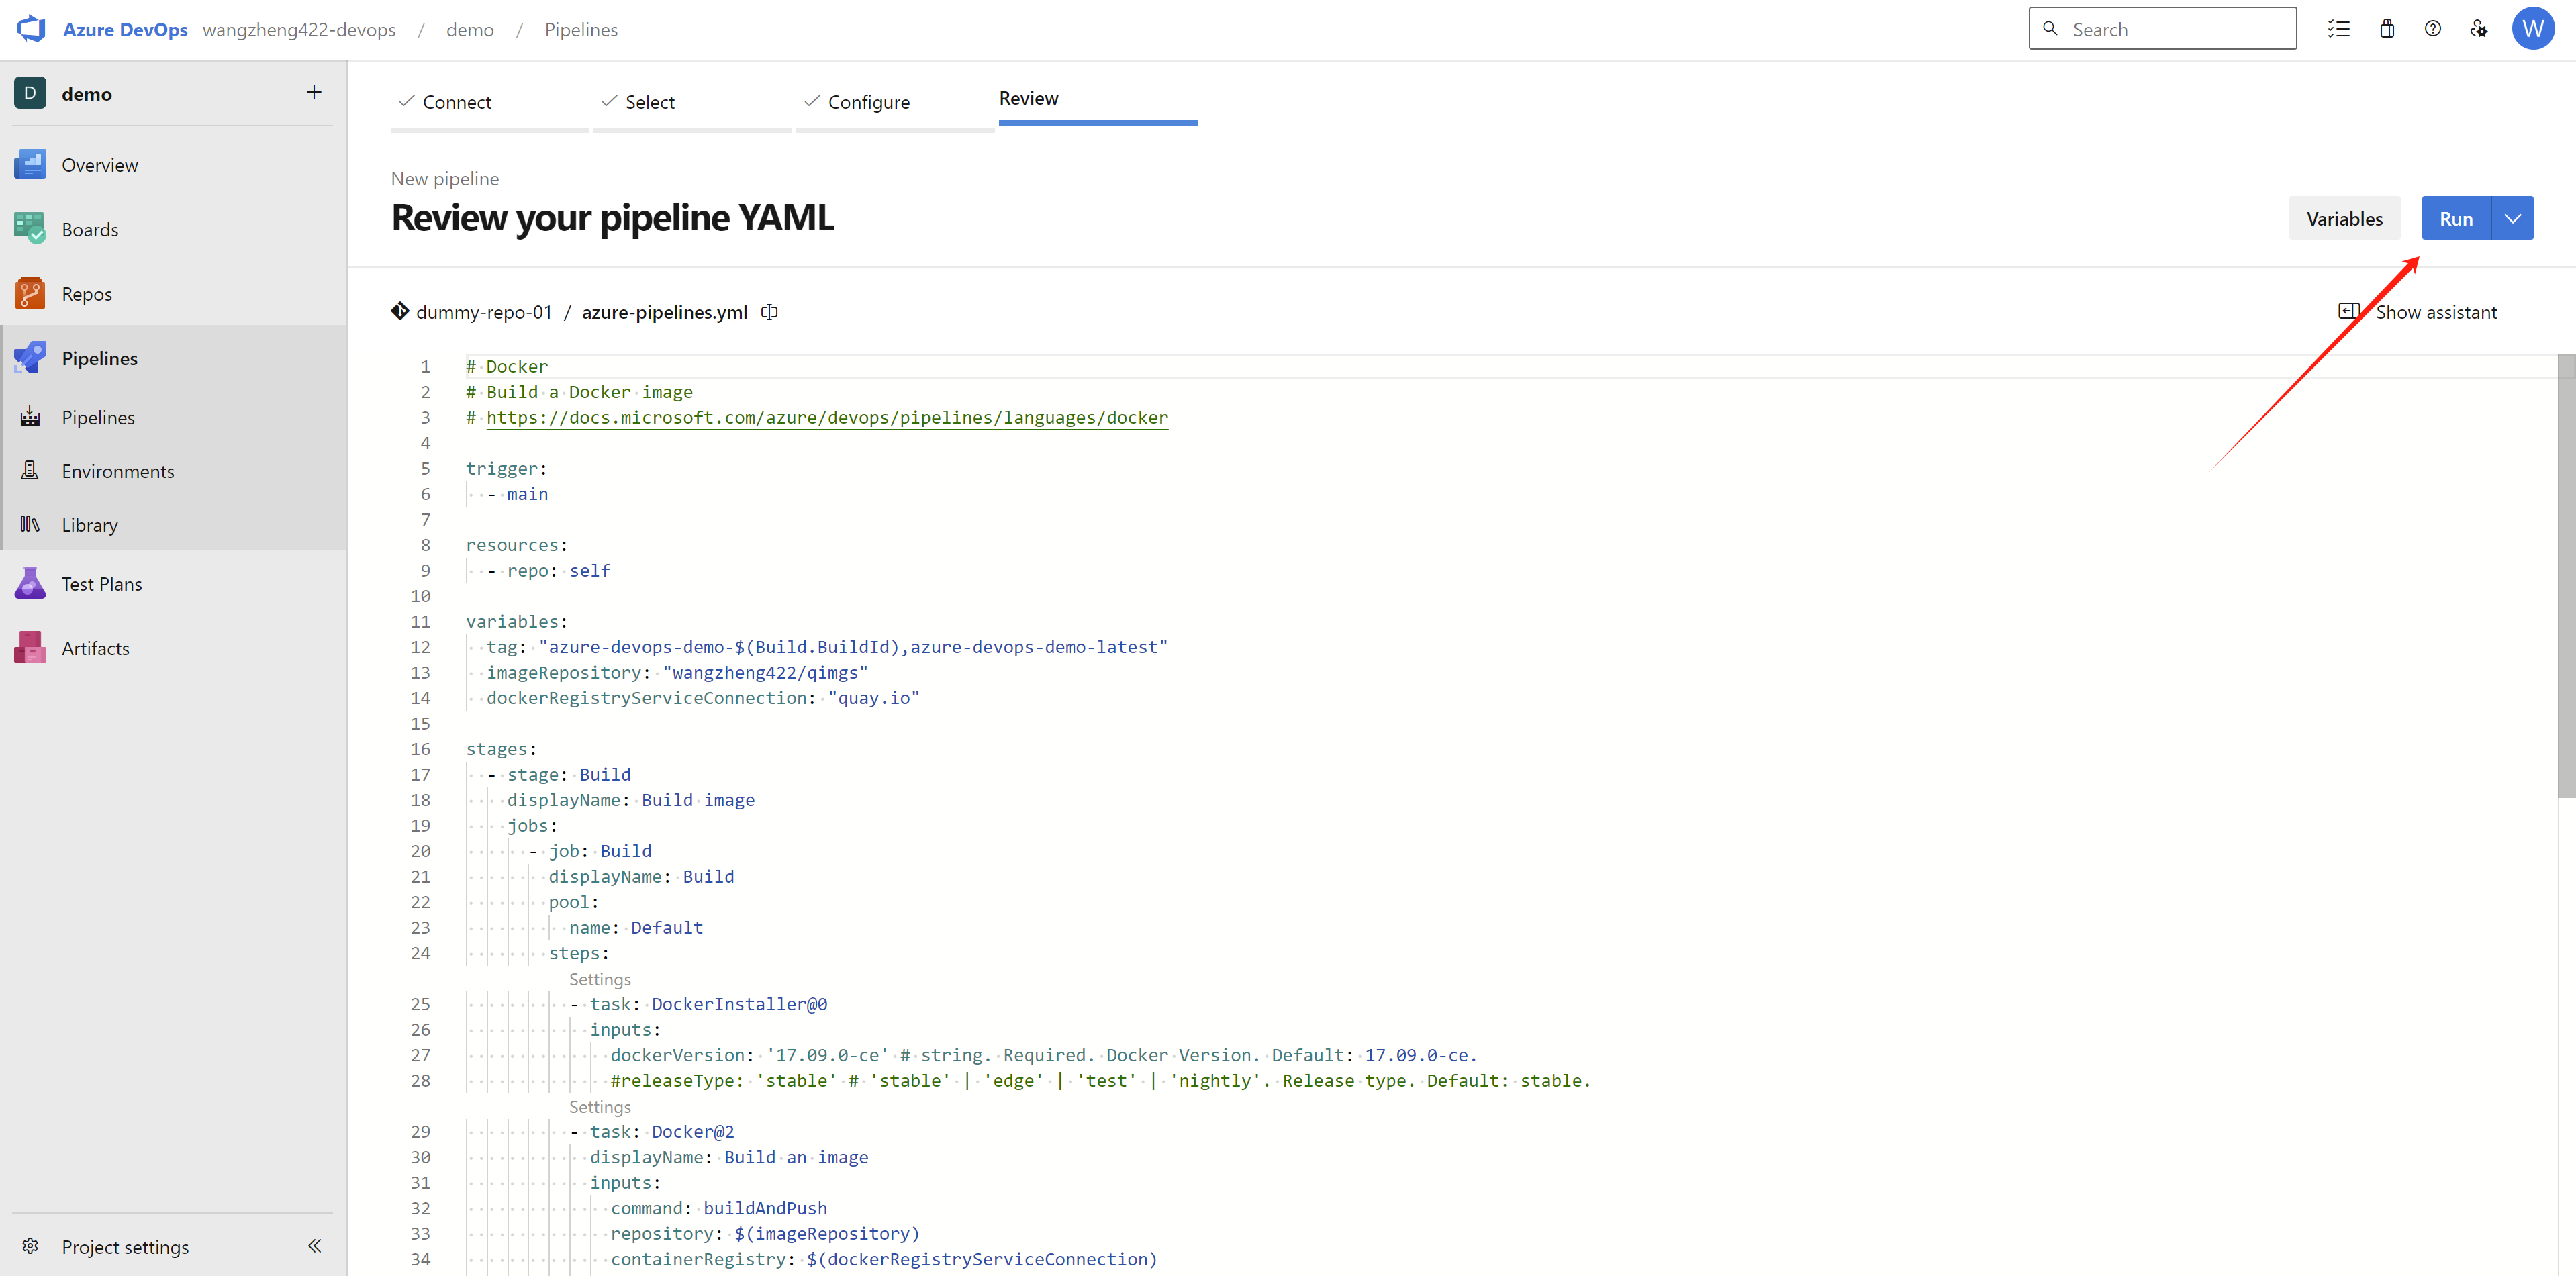 Azure DevOps wangzheng422-devops / demo / Pipelines
Search
W
D demo
Overview
Boards
Repos
Pipelines
Pipelines
Environments
Library
Test Plans
Artifacts
Project settings
Connect Select Configure Review
New pipeline
Review your pipeline YAML
Variables Run
dummy-repo-01 / azure-pipelines.yml
Show assistant
1 # Docker
2 # Build a Docker image
3 # https://docs.microsoft.com/azure/devops/pipelines/languages/docker
4
5 trigger:
6 - main
7
8 resources:
9 - repo: self
10
11 variables:
12 tag: "azure-devops-demo-$(Build.BuildId),azure-devops-demo-latest"
13 imageRepository: "wangzheng422/qimgs"
14 dockerRegistryServiceConnection: "quay.io"
15
16 stages:
17 - stage: Build
18 displayName: Build image
19 jobs:
20 - job: Build
21 displayName: Build
22 pool:
23 name: Default
24 steps:
Settings
25 - task: DockerInstaller@0
26 inputs:
27 dockerVersion: '17.09.0-ce' # string. Required. Docker Version. Default: 17.09.0-ce.
28 #releaseType: 'stable' # 'stable' | 'edge' | 'test' | 'nightly'. Release type. Default: stable.
Settings
29 - task: Docker@2
30 displayName: Build an image
31 inputs:
32 command: buildAndPush
33 repository: $(imageRepository)
34 containerRegistry: $(dockerRegistryServiceConnection)